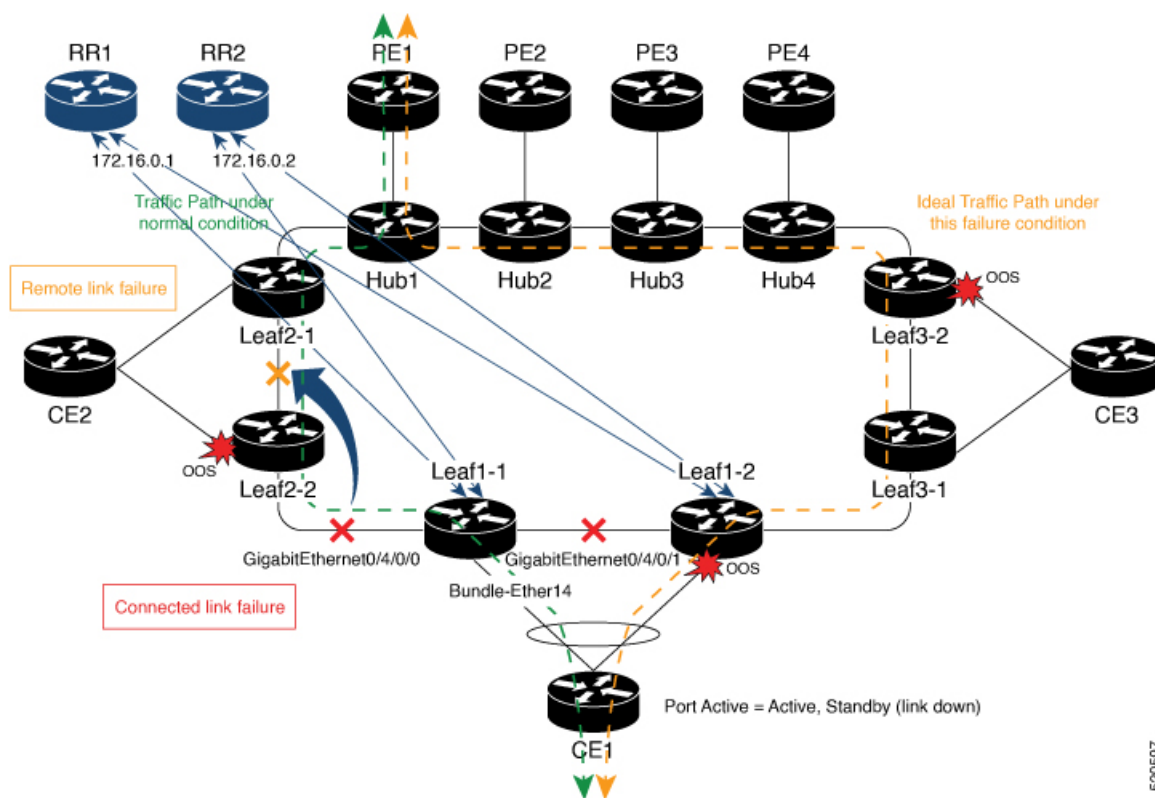 RR1
RR2
PE1
PE2
PE3
PE4
172.16.0.1
172.16.0.2
Traffic Path under
normal condition
Ideal Traffic Path under
this failure condition
Hub1
Hub2
Hub3
Hub4
Remote link failure
OOS
Leaf2-1
Leaf3-2
CE2
CE3
OOS
Leaf2-2
Leaf1-1
Leaf1-2
Leaf3-1
GigabitEthernet0/4/0/0
GigabitEthernet0/4/0/1
OOS
Bundle-Ether14
Connected link failure
Port Active = Active, Standby (link down)
CE1
520597